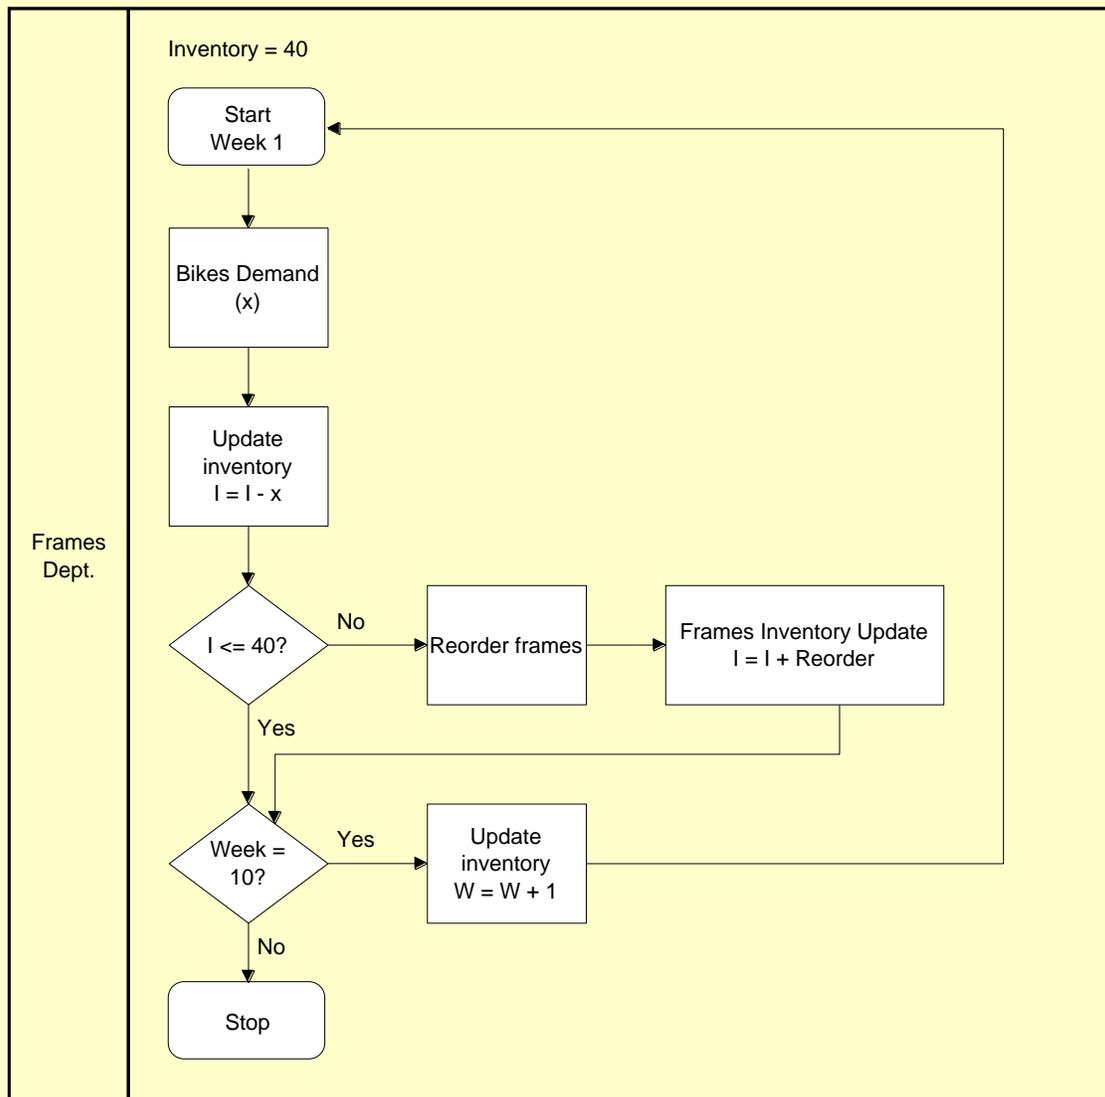 Inventory = 40
Start
Week 1
Bikes Demand
(x)
Update
inventory
I = I - x
Frames
Dept.
I <= 40?
No
Reorder frames
Frames Inventory Update
I = I + Reorder
Yes
Week =
10?
Yes
Update
inventory
W = W + 1
No
Stop